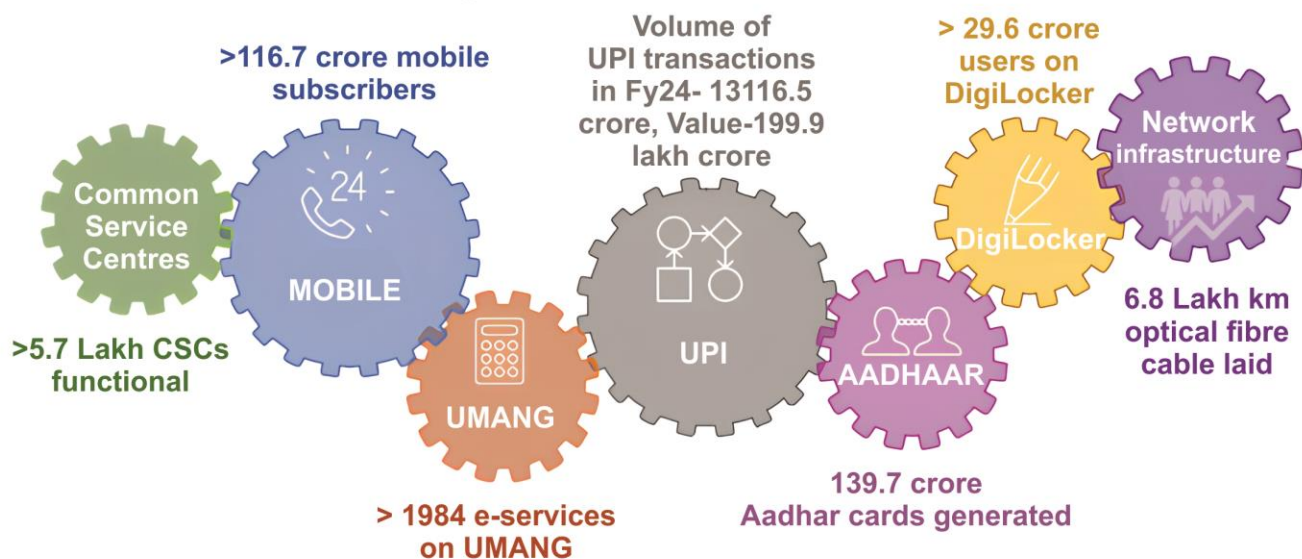 Common
Service
Centres
>5.7 Lakh CSCs
functional
>116.7 crore mobile
subscribers
24
MOBILE
UMANG
> 1984 e-services
on UMANG
Volume of
UPI transactions
in Fy24- 13116.5
crore, Value-199.9
lakh crore
UPI
AADHAAR
139.7 crore
Aadhar cards generated
> 29.6 crore
users on
DigiLocker
DigiLocker
Network
infrastructure
6.8 Lakh km
optical fibre
cable laid